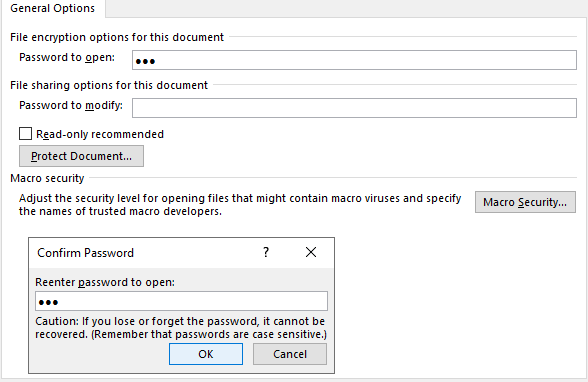 General Options
File encryption options for this document
Password to open: •••
File sharing options for this document
Password to modify:
Read-only recommended
Protect Document...
Macro security
Adjust the security level for opening files that might contain macro viruses and specify
the names of trusted macro developers.
Macro Security...
Confirm Password ? ×
Reenter password to open:
•••
Caution: If you lose or forget the password, it cannot be
recovered. (Remember that passwords are case sensitive.)
OK Cancel